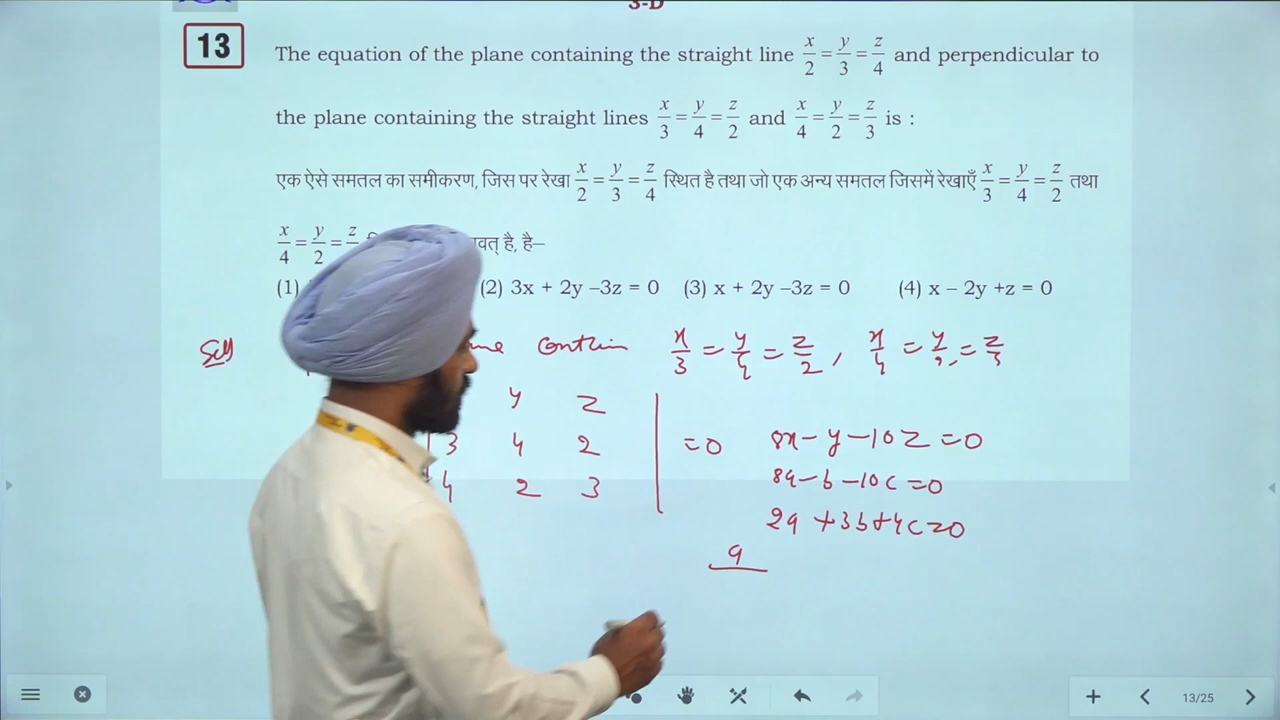 3-D
13 The equation of the plane containing the straight line x/2 = y/3 = z/4 and perpendicular to
the plane containing the straight lines x/3 = y/4 = z/2 and x/4 = y/2 = z/3 is :
एक ऐसे समतल का समीकरण, जिस पर रेखा x/2 = y/3 = z/4 स्थित है तथा जो एक अन्य समतल जिसमें रेखाएँ x/3 = y/4 = z/2 तथा
x/4 = y/2 = z है, है–
(1) (2) 3x + 2y –3z = 0 (3) x + 2y –3z = 0 (4) x – 2y +z = 0
Sol contain x/3 = y/4 = z/2 , x/4 = y/2 = z/3
y z
3 4 2 =0 8x - y - 10z = 0
4 2 3 8a - b - 10c = 0
2a + 3b + 4c = 0
a
13/25